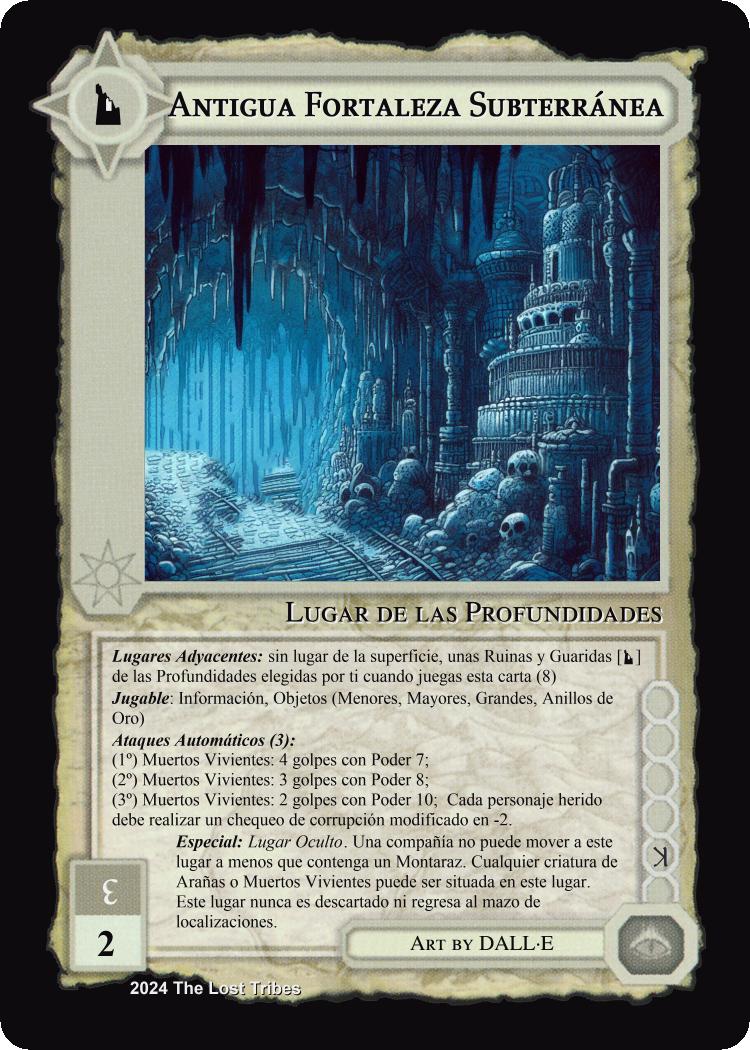 Antigua Fortaleza Subterránea
Lugar de las Profundidades
Lugares Adyacentes: sin lugar de la superficie, unas Ruinas y Guaridas [ ]
de las Profundidades elegidas por ti cuando juegas esta carta (8)
Jugable: Información, Objetos (Menores, Mayores, Grandes, Anillos de
Oro)
Ataques Automáticos (3):
(1º) Muertos Vivientes: 4 golpes con Poder 7;
(2º) Muertos Vivientes: 3 golpes con Poder 8;
(3º) Muertos Vivientes: 2 golpes con Poder 10; Cada personaje herido
debe realizar un chequeo de corrupción modificado en -2.
Especial: Lugar Oculto. Una compañía no puede mover a este
lugar a menos que contenga un Montaraz. Cualquier criatura de
Arañas o Muertos Vivientes puede ser situada en este lugar.
Este lugar nunca es descartado ni regresa al mazo de
localizaciones.
2
Art by DALL·E
2024 The Lost Tribes